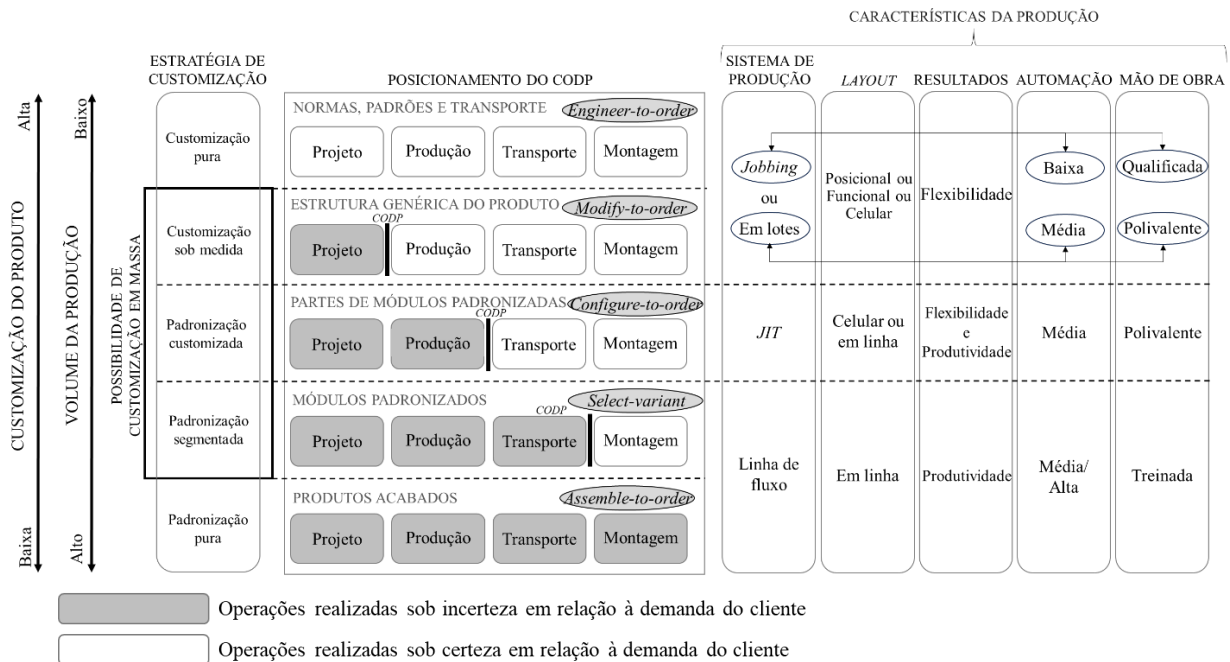 CARACTERÍSTICAS DA PRODUÇÃO
ESTRATÉGIA DE
CUSTOMIZAÇÃO
POSICIONAMENTO DO CODP
SISTEMA DE
PRODUÇÃO
LAYOUT
RESULTADOS
AUTOMAÇÃO
MÃO DE OBRA
CUSTOMIZAÇÃO DO PRODUTO
Alta
Baixa
VOLUME DA PRODUÇÃO
Baixo
Alto
POSSIBILIDADE DE
CUSTOMIZAÇÃO EM MASSA
Customização
pura
NORMAS, PADRÕES E TRANSPORTE
Engineer-to-order
Projeto
Produção
Transporte
Montagem
Customização
sob medida
ESTRUTURA GENÉRICA DO PRODUTO
Modify-to-order
CODP
Projeto
Produção
Transporte
Montagem
Jobbing
ou
Em lotes
Posicional ou
Funcional ou
Celular
Flexibilidade
Baixa
Média
Qualificada
Polivalente
Padronização
customizada
PARTES DE MÓDULOS PADRONIZADAS
Configure-to-order
CODP
Projeto
Produção
Transporte
Montagem
JIT
Celular ou
em linha
Flexibilidade
e
Produtividade
Média
Polivalente
Padronização
segmentada
MÓDULOS PADRONIZADOS
Select-variant
CODP
Projeto
Produção
Transporte
Montagem
Padronização
pura
PRODUTOS ACABADOS
Assemble-to-order
Projeto
Produção
Transporte
Montagem
Linha de
fluxo
Em linha
Produtividade
Média/
Alta
Treinada
Operações realizadas sob incerteza em relação à demanda do cliente
Operações realizadas sob certeza em relação à demanda do cliente